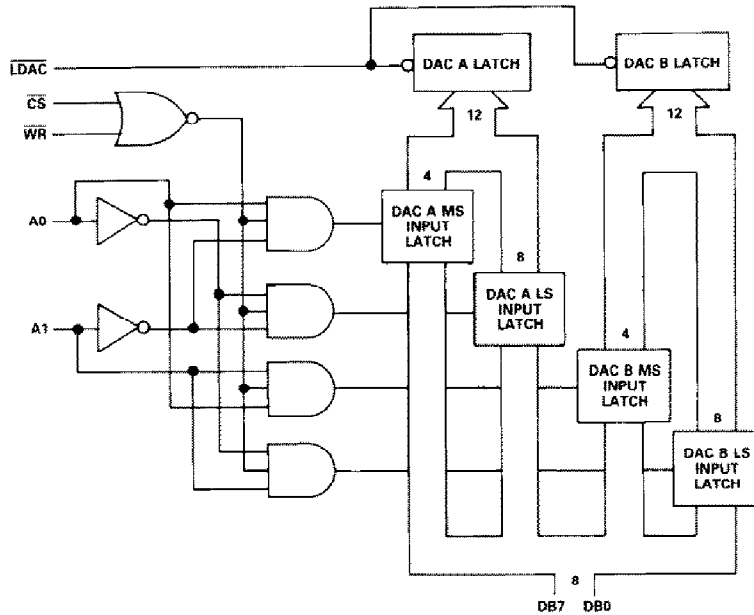 LDAC
DAC A LATCH
DAC B LATCH
CS
12
12
WR
4
A0
DAC A MS
INPUT
LATCH
8
DAC A LS
INPUT
LATCH
A1
4
DAC B MS
INPUT
LATCH
8
DAC B LS
INPUT
LATCH
8
DB7 DB0